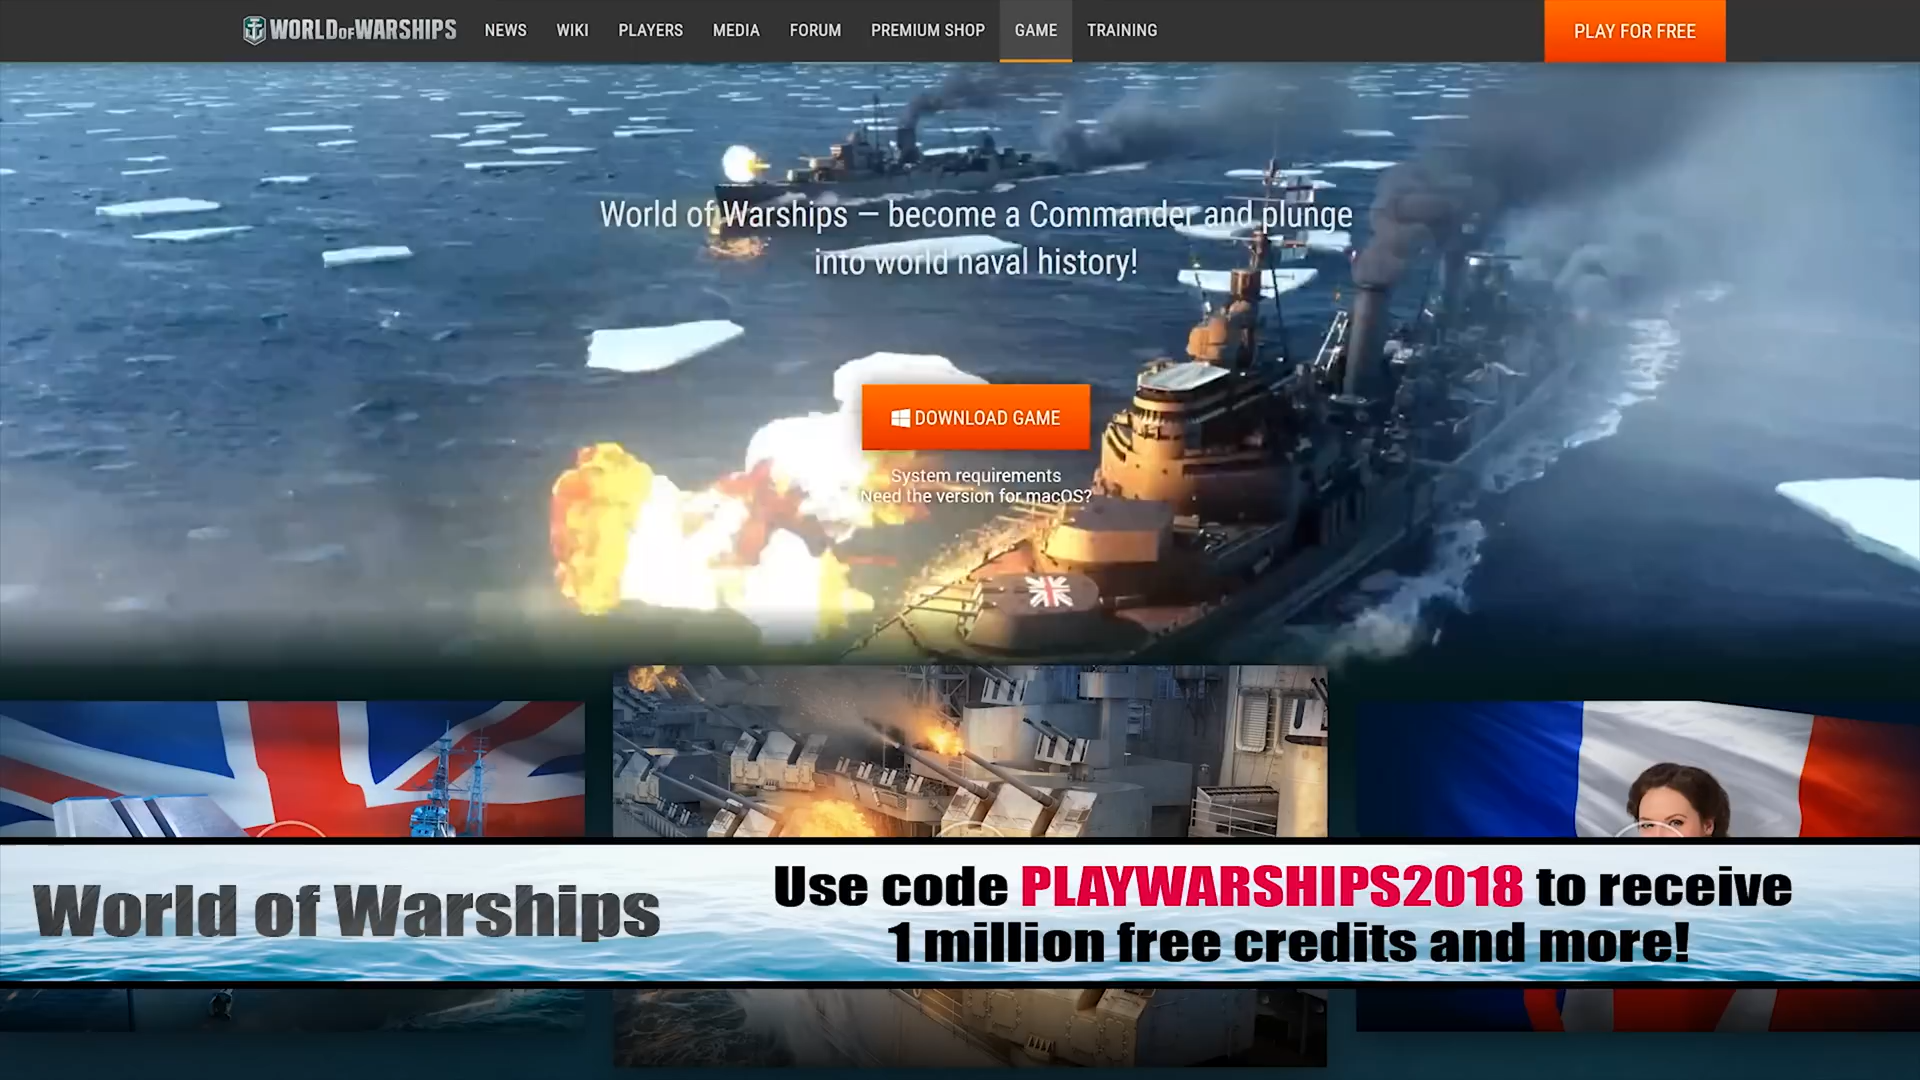 WORLD OF WARSHIPS NEWS WIKI PLAYERS MEDIA FORUM PREMIUM SHOP GAME TRAINING PLAY FOR FREE
World of Warships — become a Commander and plunge
into world naval history!
DOWNLOAD GAME
System requirements
Need the version for macOS?
World of Warships
Use code PLAYWARSHIPS2018 to receive
1 million free credits and more!